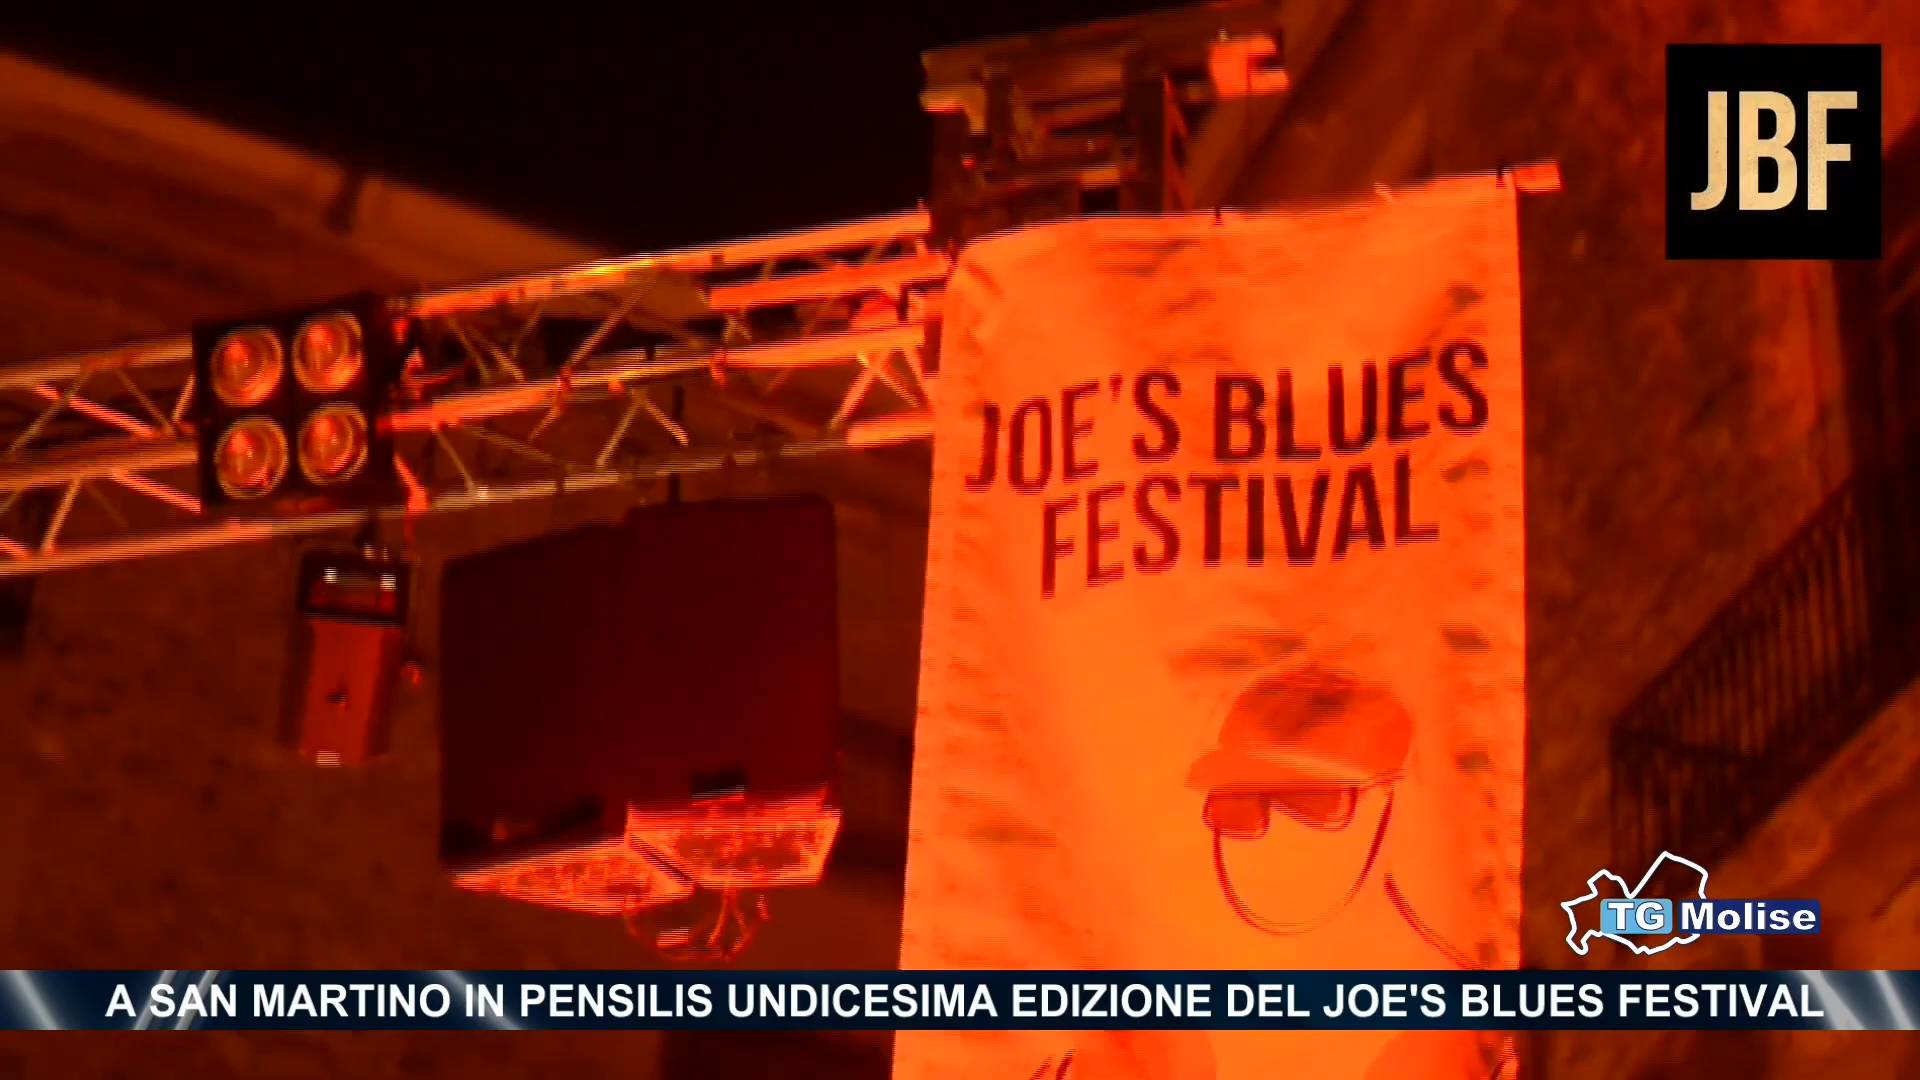 JBF
JOE'S BLUES
FESTIVAL
TG Molise
A SAN MARTINO IN PENSILIS UNDICESIMA EDIZIONE DEL JOE'S BLUES FESTIVAL